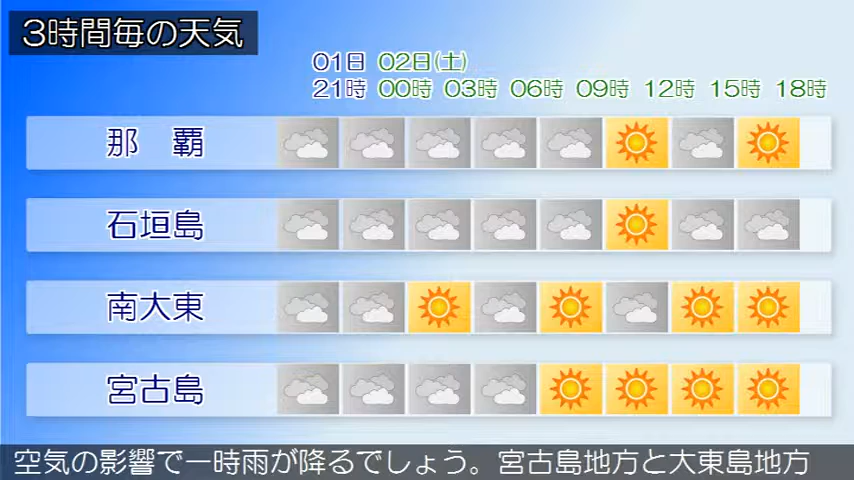 3時間毎の天気
01日 02日(土)
21時 00時 03時 06時 09時 12時 15時 18時
那　覇
石垣島
南大東
宮古島
空気の影響で一時雨が降るでしょう。宮古島地方と大東島地方